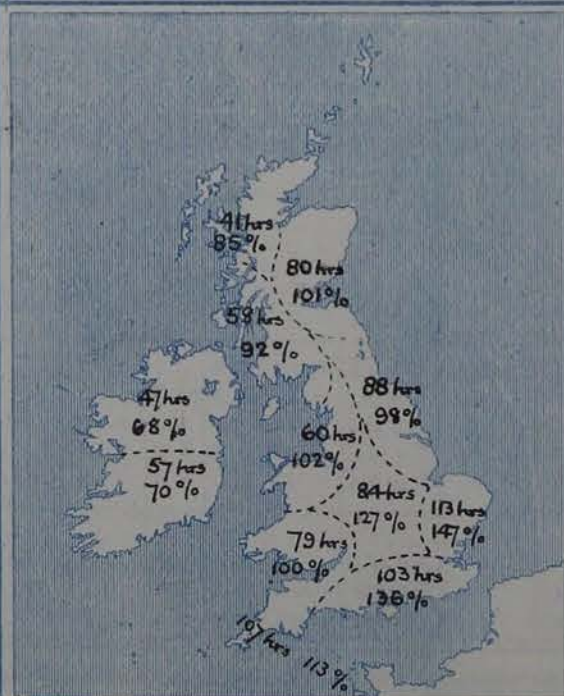 41 hrs
85 %
80 hrs
101 %
58 hrs
92 %
47 hrs
68 %
88 hrs
98 %
60 hrs
102 %
57 hrs
70 %
84 hrs
127 %
113 hrs
147 %
79 hrs
100 %
103 hrs
136 %
107 hrs
113 %